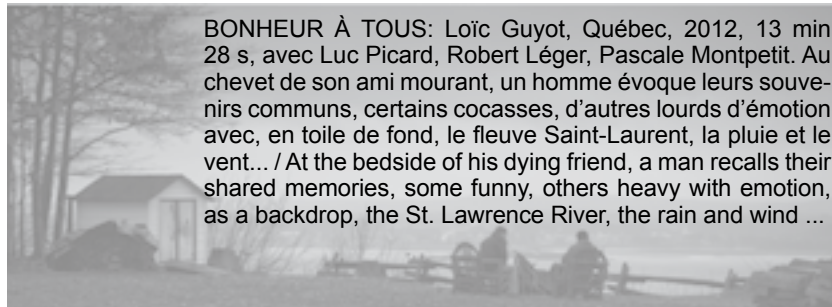 BONHEUR À TOUS: Loïc Guyot, Québec, 2012, 13 min
28 s, avec Luc Picard, Robert Léger, Pascale Montpetit. Au
chevet de son ami mourant, un homme évoque leurs souve-
nirs communs, certains cocasses, d’autres lourds d’émotion
avec, en toile de fond, le fleuve Saint-Laurent, la pluie et le
vent... / At the bedside of his dying friend, a man recalls their
shared memories, some funny, others heavy with emotion,
as a backdrop, the St. Lawrence River, the rain and wind ...